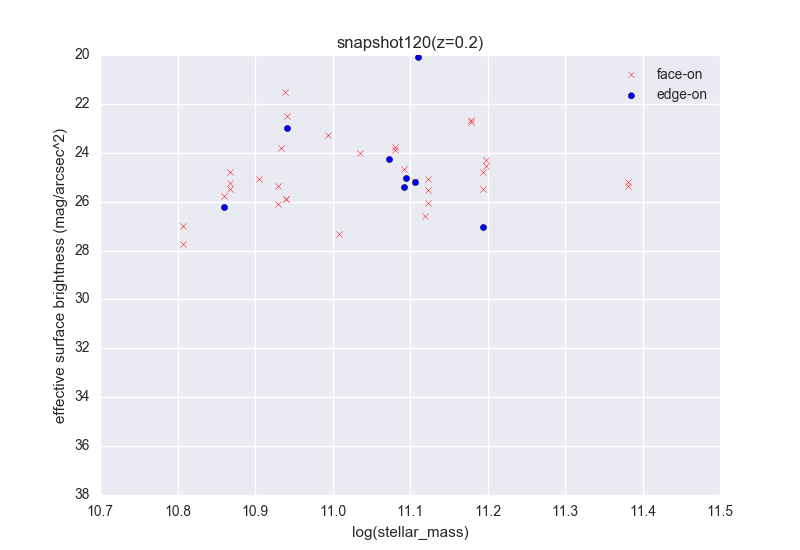 snapshot120(z=0.2)
face-on
edge-on
effective surface brightness (mag/arcsec^2)
20
22
24
26
28
30
32
34
36
38
10.7 10.8 10.9 11.0 11.1 11.2 11.3 11.4 11.5
log(stellar_mass)